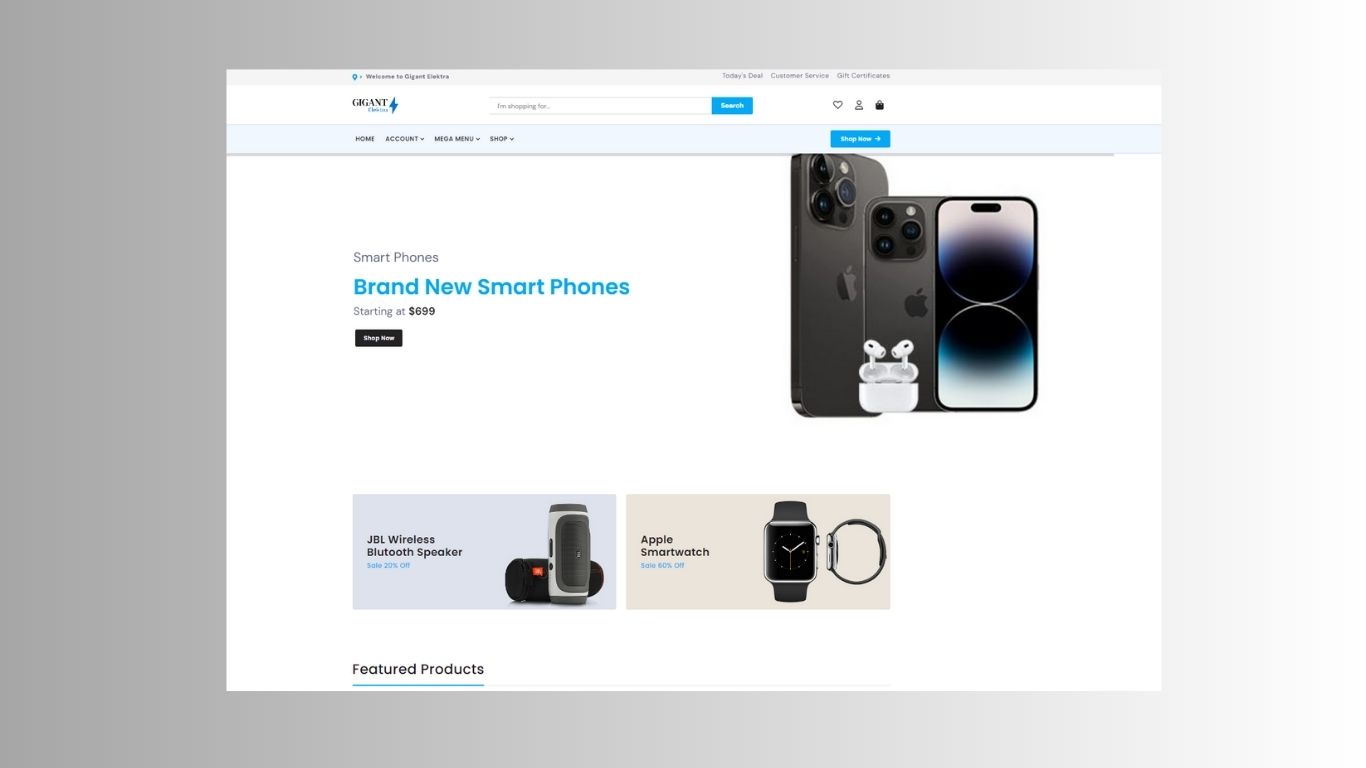 Welcome to Gigant Elektra
Today's Deal Customer Service Gift Certificates
GIGANT
Elektra
I'm shopping for...
Search
HOME ACCOUNT MEGA MENU SHOP
Shop Now
Smart Phones
Brand New Smart Phones
Starting at $699
Shop Now
JBL Wireless
Blutooth Speaker
Sale 20% Off
Apple
Smartwatch
Sale 60% Off
Featured Products